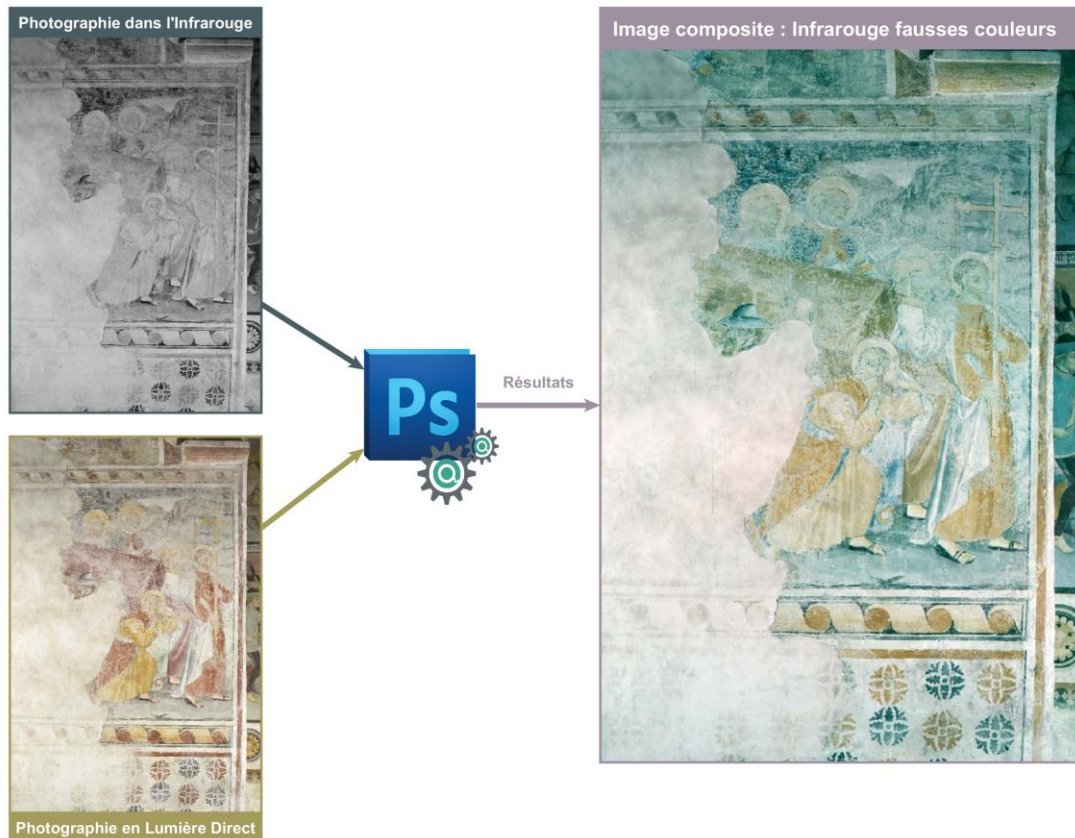 Photographie dans l'Infrarouge
Image composite : Infrarouge fausses couleurs
Ps
@
@
Résultats
Photographie en Lumière Direct